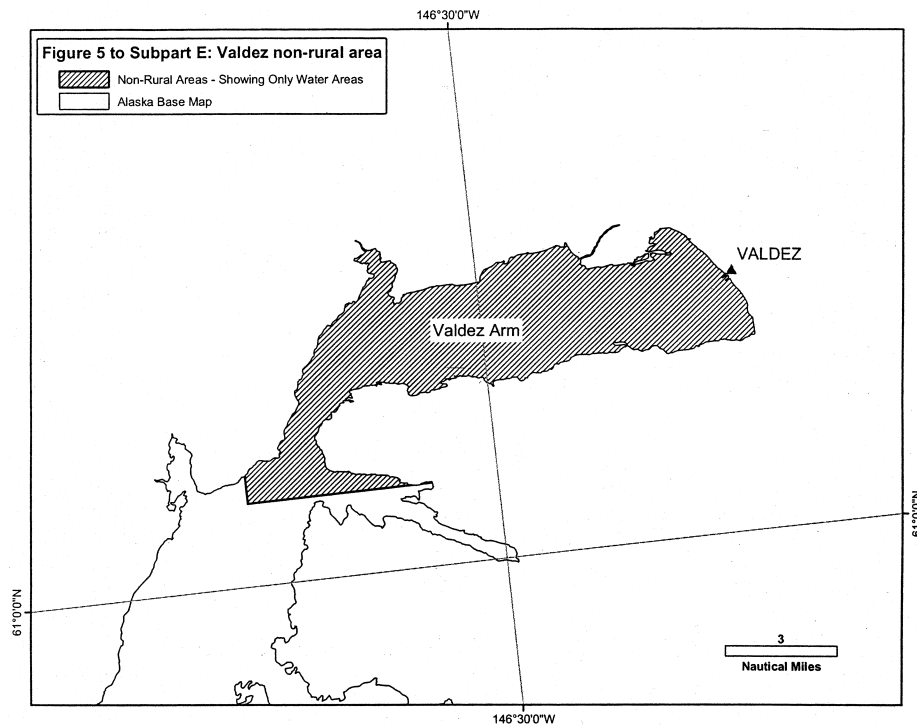 146°30'0"W
Figure 5 to Subpart E: Valdez non-rural area
Non-Rural Areas - Showing Only Water Areas
Alaska Base Map
VALDEZ
Valdez Arm
61°0'0"N
61°0'0"N
3
Nautical Miles
146°30'0"W